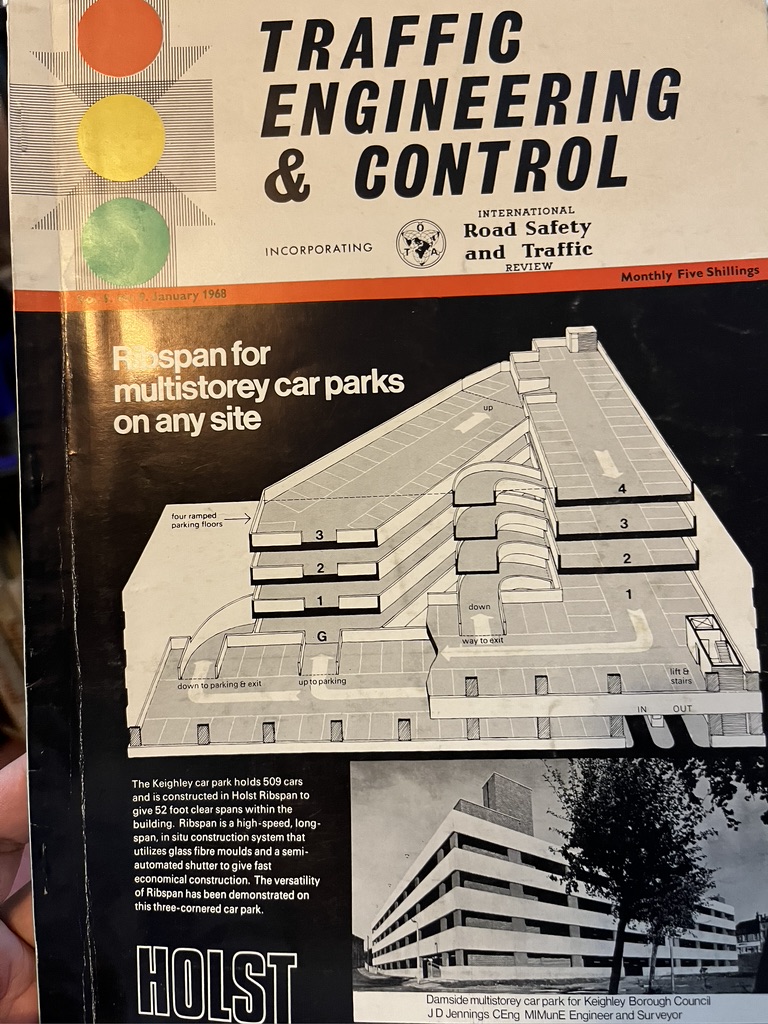 TRAFFIC
ENGINEERING
& CONTROL
INCORPORATING
O
T A
INTERNATIONAL
Road Safety
and Traffic
REVIEW
Monthly Five Shillings
January 1968
Ribspan for
multistorey car parks
on any site
up
four ramped
parking floors
4
3
3
2
2
1
1
G
down
way to exit
down to parking & exit
up to parking
lift &
stairs
IN OUT
The Keighley car park holds 509 cars
and is constructed in Holst Ribspan to
give 52 foot clear spans within the
building. Ribspan is a high-speed, long-
span, in situ construction system that
utilizes glass fibre moulds and a semi-
automated shutter to give fast
economical construction. The versatility
of Ribspan has been demonstrated on
this three-cornered car park.
HOLST
Damside multistorey car park for Keighley Borough Council
J D Jennings CEng MIMunE Engineer and Surveyor